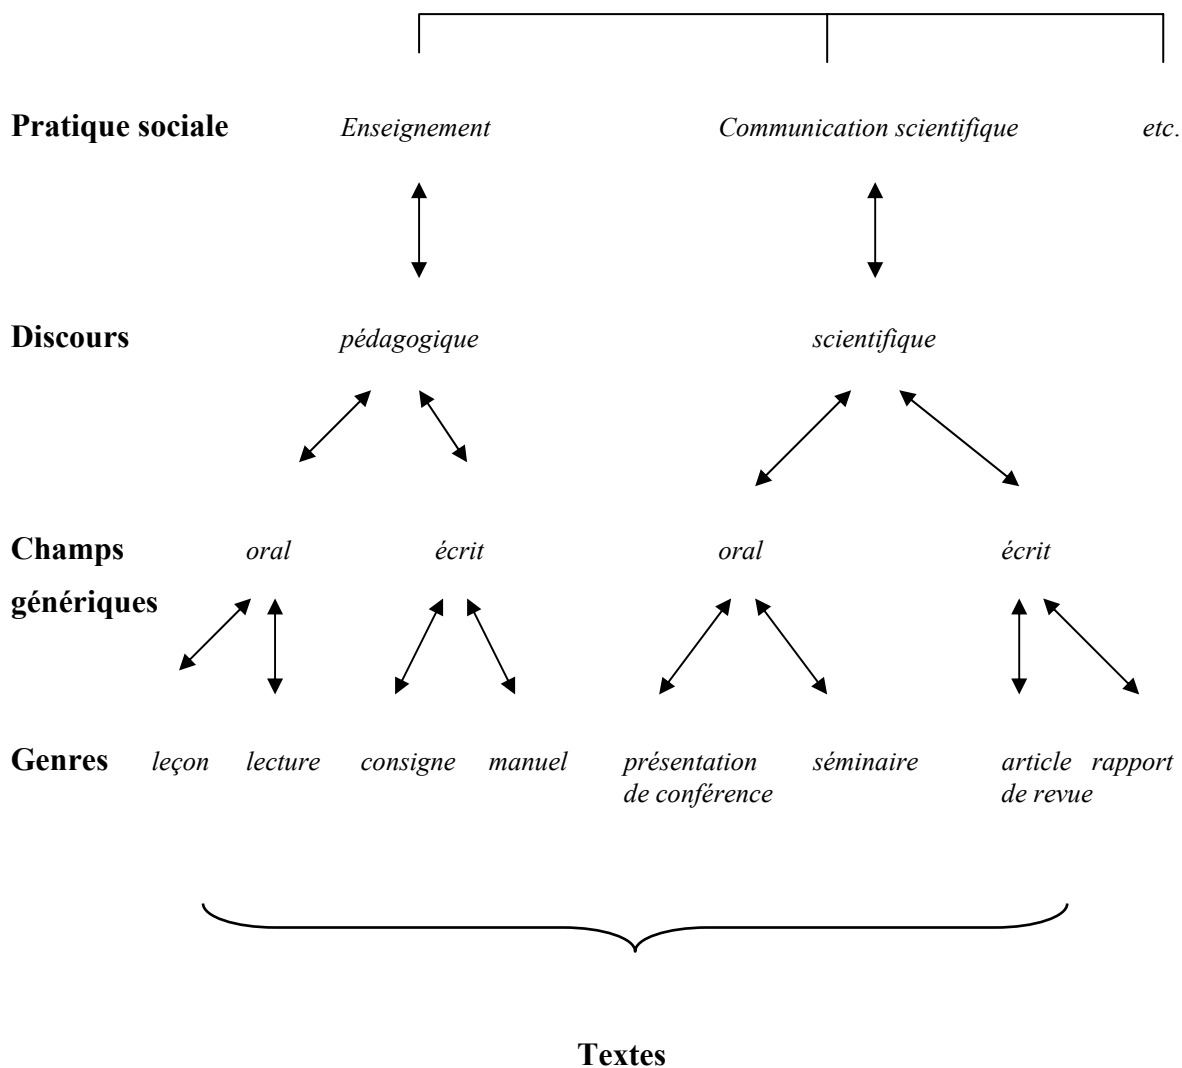 Pratique sociale Enseignement Communication scientifique etc.
Discours pédagogique scientifique
Champs oral écrit oral écrit
génériques
Genres leçon lecture consigne manuel présentation séminaire article rapport
de conférence de revue
Textes